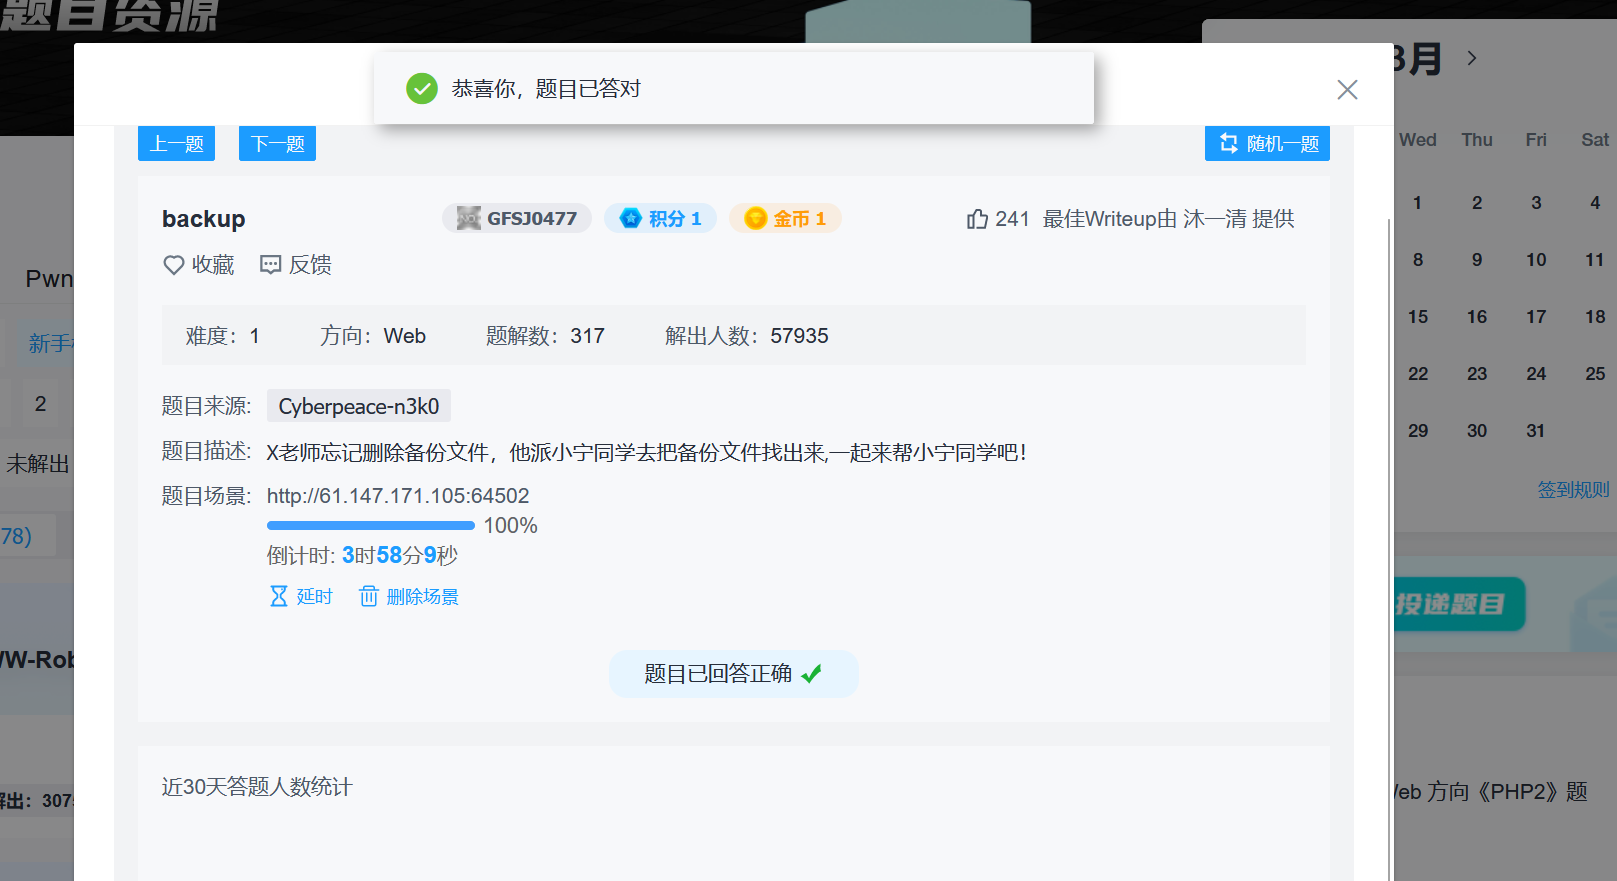 题目资源
恭喜你，题目已答对
3月
上一题
下一题
随机一题
Wed Thu Fri Sat
backup
GFSJ0477
积分 1
金币 1
241 最佳Writeup由 沐一清 提供
1 2 3 4
收藏
反馈
8 9 10 11
Pwn
难度：1
方向：Web
题解数：317
解出人数：57935
15 16 17 18
新手
22 23 24 25
2
题目来源: Cyberpeace-n3k0
29 30 31
题目描述: X老师忘记删除备份文件，他派小宁同学去把备份文件找出来,一起来帮小宁同学吧！
未解出
题目场景: http://61.147.171.105:64502
签到规则
100%
78)
倒计时: 3时58分9秒
延时
删除场景
投递题目
WW-Rob
题目已回答正确
近30天答题人数统计
解出：3075
Web 方向《PHP2》题